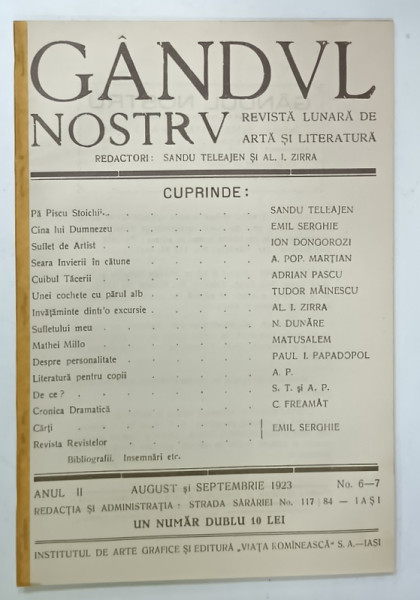 GÂNDVL
NOSTRV REVISTĂ LUNARĂ DE
ARTĂ ȘI LITERATURĂ
REDACTORI: SANDU TELEAJEN ȘI AL. I. ZIRRA
CUPRINDE:
Pă Piscu Stoichii . . . . . . SANDU TELEAJEN
Cina lui Dumnezeu . . . . . . EMIL SERGHIE
Suflet de Artist . . . . . . ION DONGOROZI
Seara Invierii în cătune . . . . . A. POP. MARȚIAN
Cuibul Tăcerii . . . . . . ADRIAN PASCU
Unei cochete cu părul alb . . . . . TUDOR MĂINESCU
Invățăminte dintr'o excursie . . . . . AL. I. ZIRRA
Sufletului meu . . . . . . N. DUNĂRE
Mathei Millo . . . . . . MATUSALEM
Despre personalitate . . . . . . PAUL I. PAPADOPOL
Literatură pentru copii . . . . . A. P.
De ce? . . . . . . . S. T. și A. P.
Cronica Dramatică . . . . . . C. FREAMĂT
Cărți . . . . . . . EMIL SERGHIE
Revista Revistelor . . . . . .
Bibliografii. Insemnări etc.
ANUL II AUGUST și SEPTEMBRIE 1923 No. 6—7
REDACȚIA ȘI ADMINISTRAȚIA: STRADA SĂRĂRIEI No. 117 | 84 — IAȘI
UN NUMĂR DUBLU 10 LEI
INSTITUTUL DE ARTE GRAFICE ȘI EDITURĂ „VIAȚA ROMÎNEASCĂ" S. A.—IAȘI